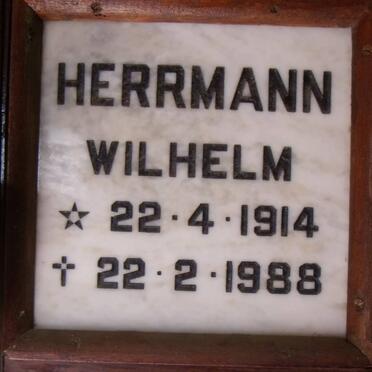 HERRMANN
WILHELM
☆ 22·4·1914
✝ 22·2·1988